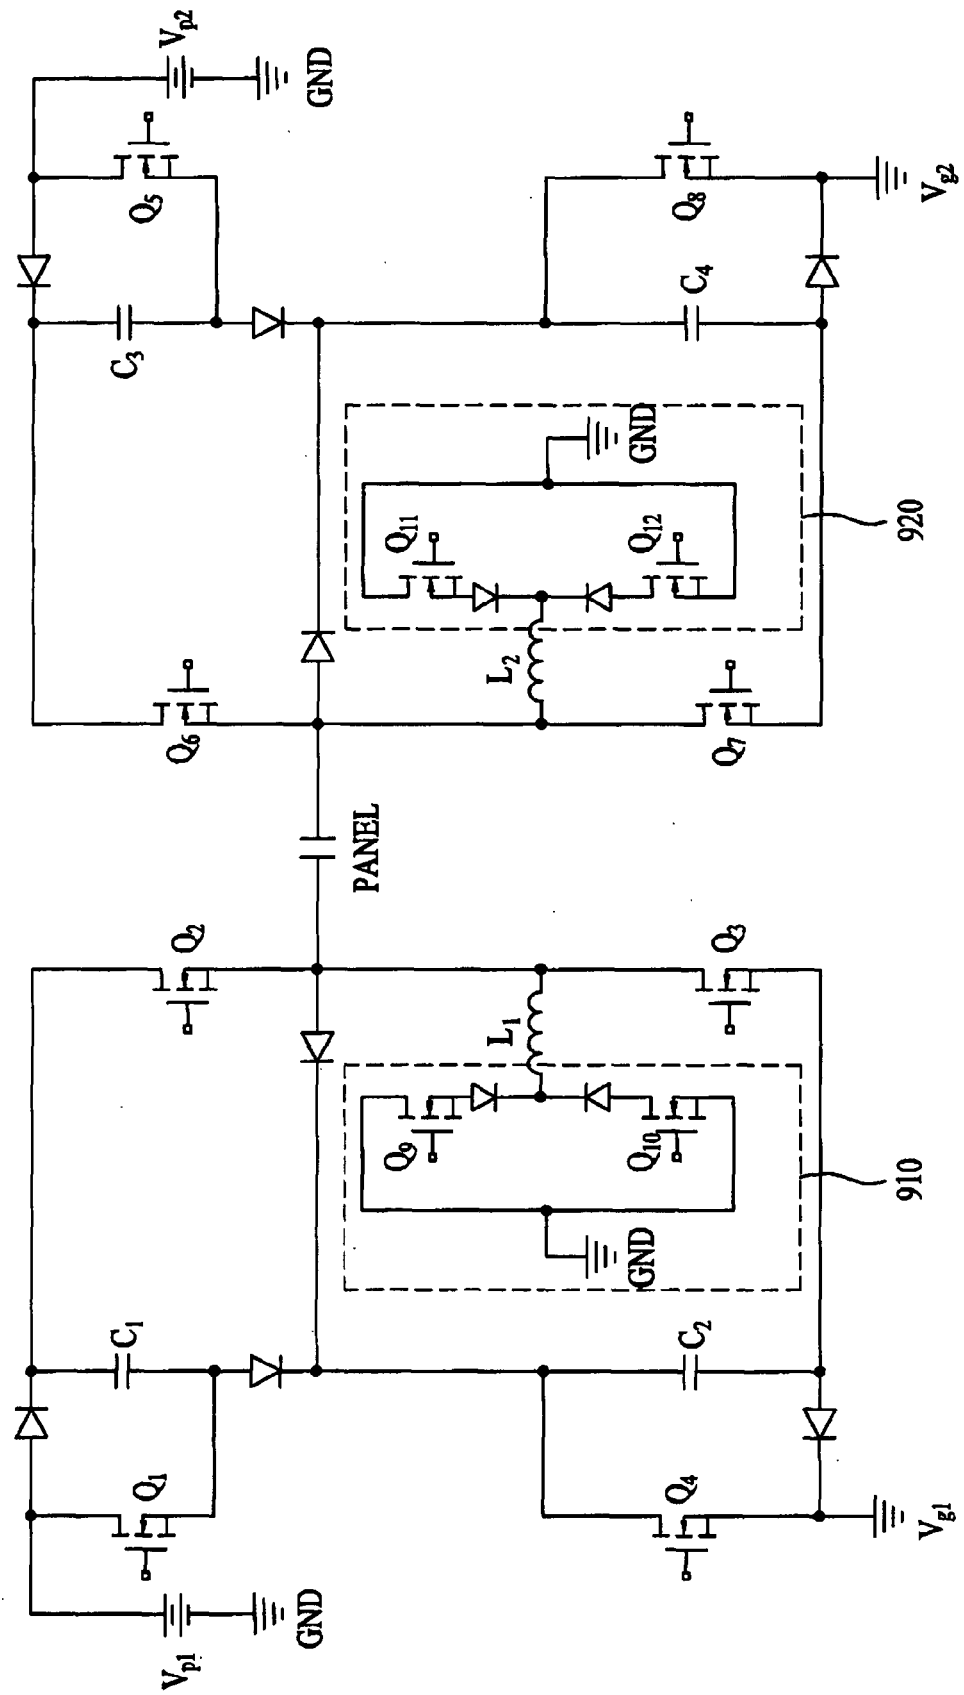 Vp1
GND
Q1
C1
Q2
PANEL
Q6
C3
Q5
Vp2
GND
Q9
Q10
GND
L1
910
Q3
C2
Q4
Vg1
L2
Q11
Q12
GND
920
Q7
C4
Q8
Vg2